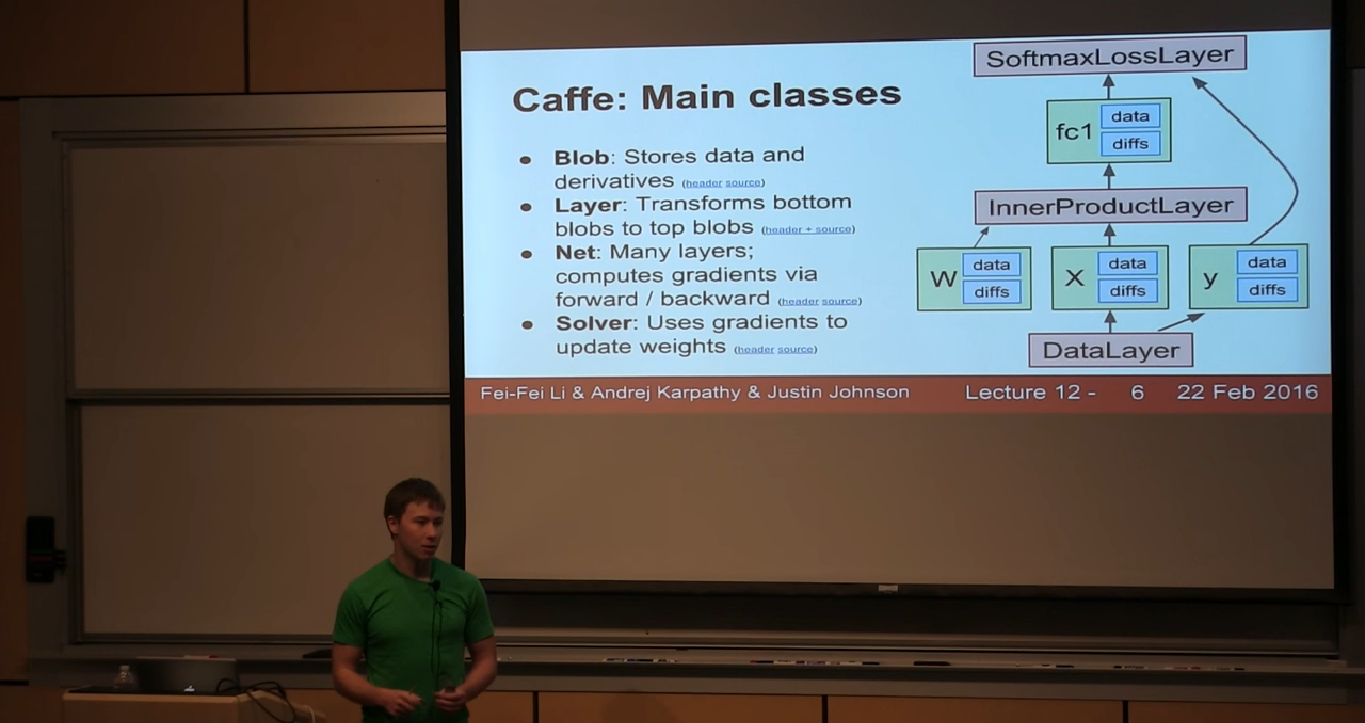 Caffe: Main classes
• Blob: Stores data and
derivatives (header source)
• Layer: Transforms bottom
blobs to top blobs (header + source)
• Net: Many layers;
computes gradients via
forward / backward (header source)
• Solver: Uses gradients to
update weights (header source)
SoftmaxLossLayer
fc1
data
diffs
InnerProductLayer
W
data
diffs
X
data
diffs
y
data
diffs
DataLayer
Fei-Fei Li & Andrej Karpathy & Justin Johnson Lecture 12 - 6 22 Feb 2016